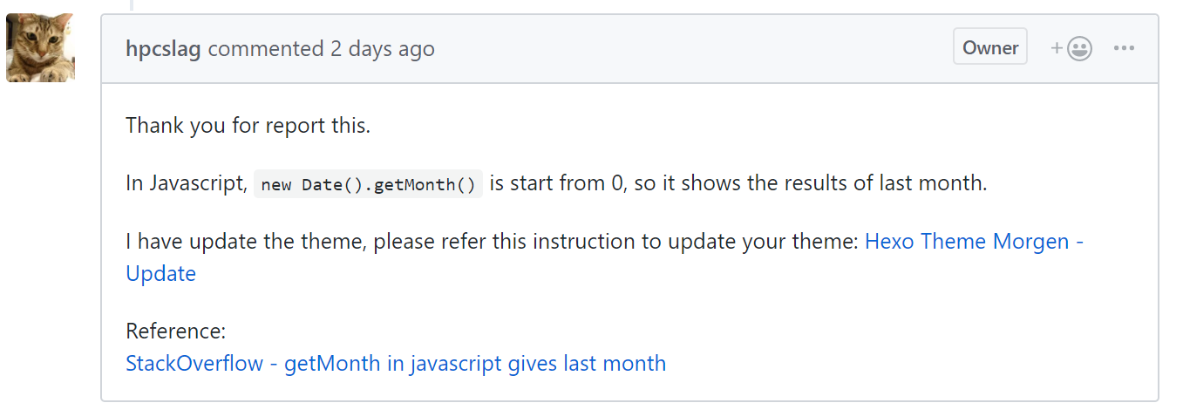 hpcslag commented 2 days ago Owner
Thank you for report this.
In Javascript, new Date().getMonth() is start from 0, so it shows the results of last month.
I have update the theme, please refer this instruction to update your theme: Hexo Theme Morgen -
Update
Reference:
StackOverflow - getMonth in javascript gives last month